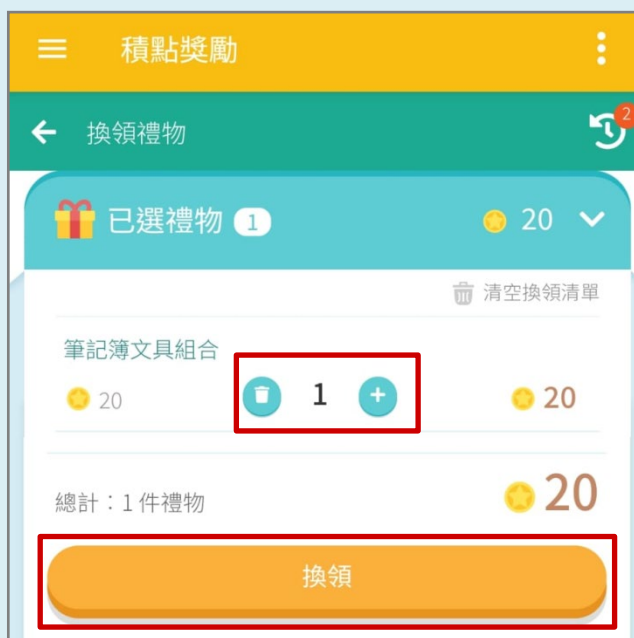 積點獎勵
換領禮物 2
已選禮物 1 20
清空換領清單
筆記簿文具組合
20 1 + 20
總計：1 件禮物 20
換領